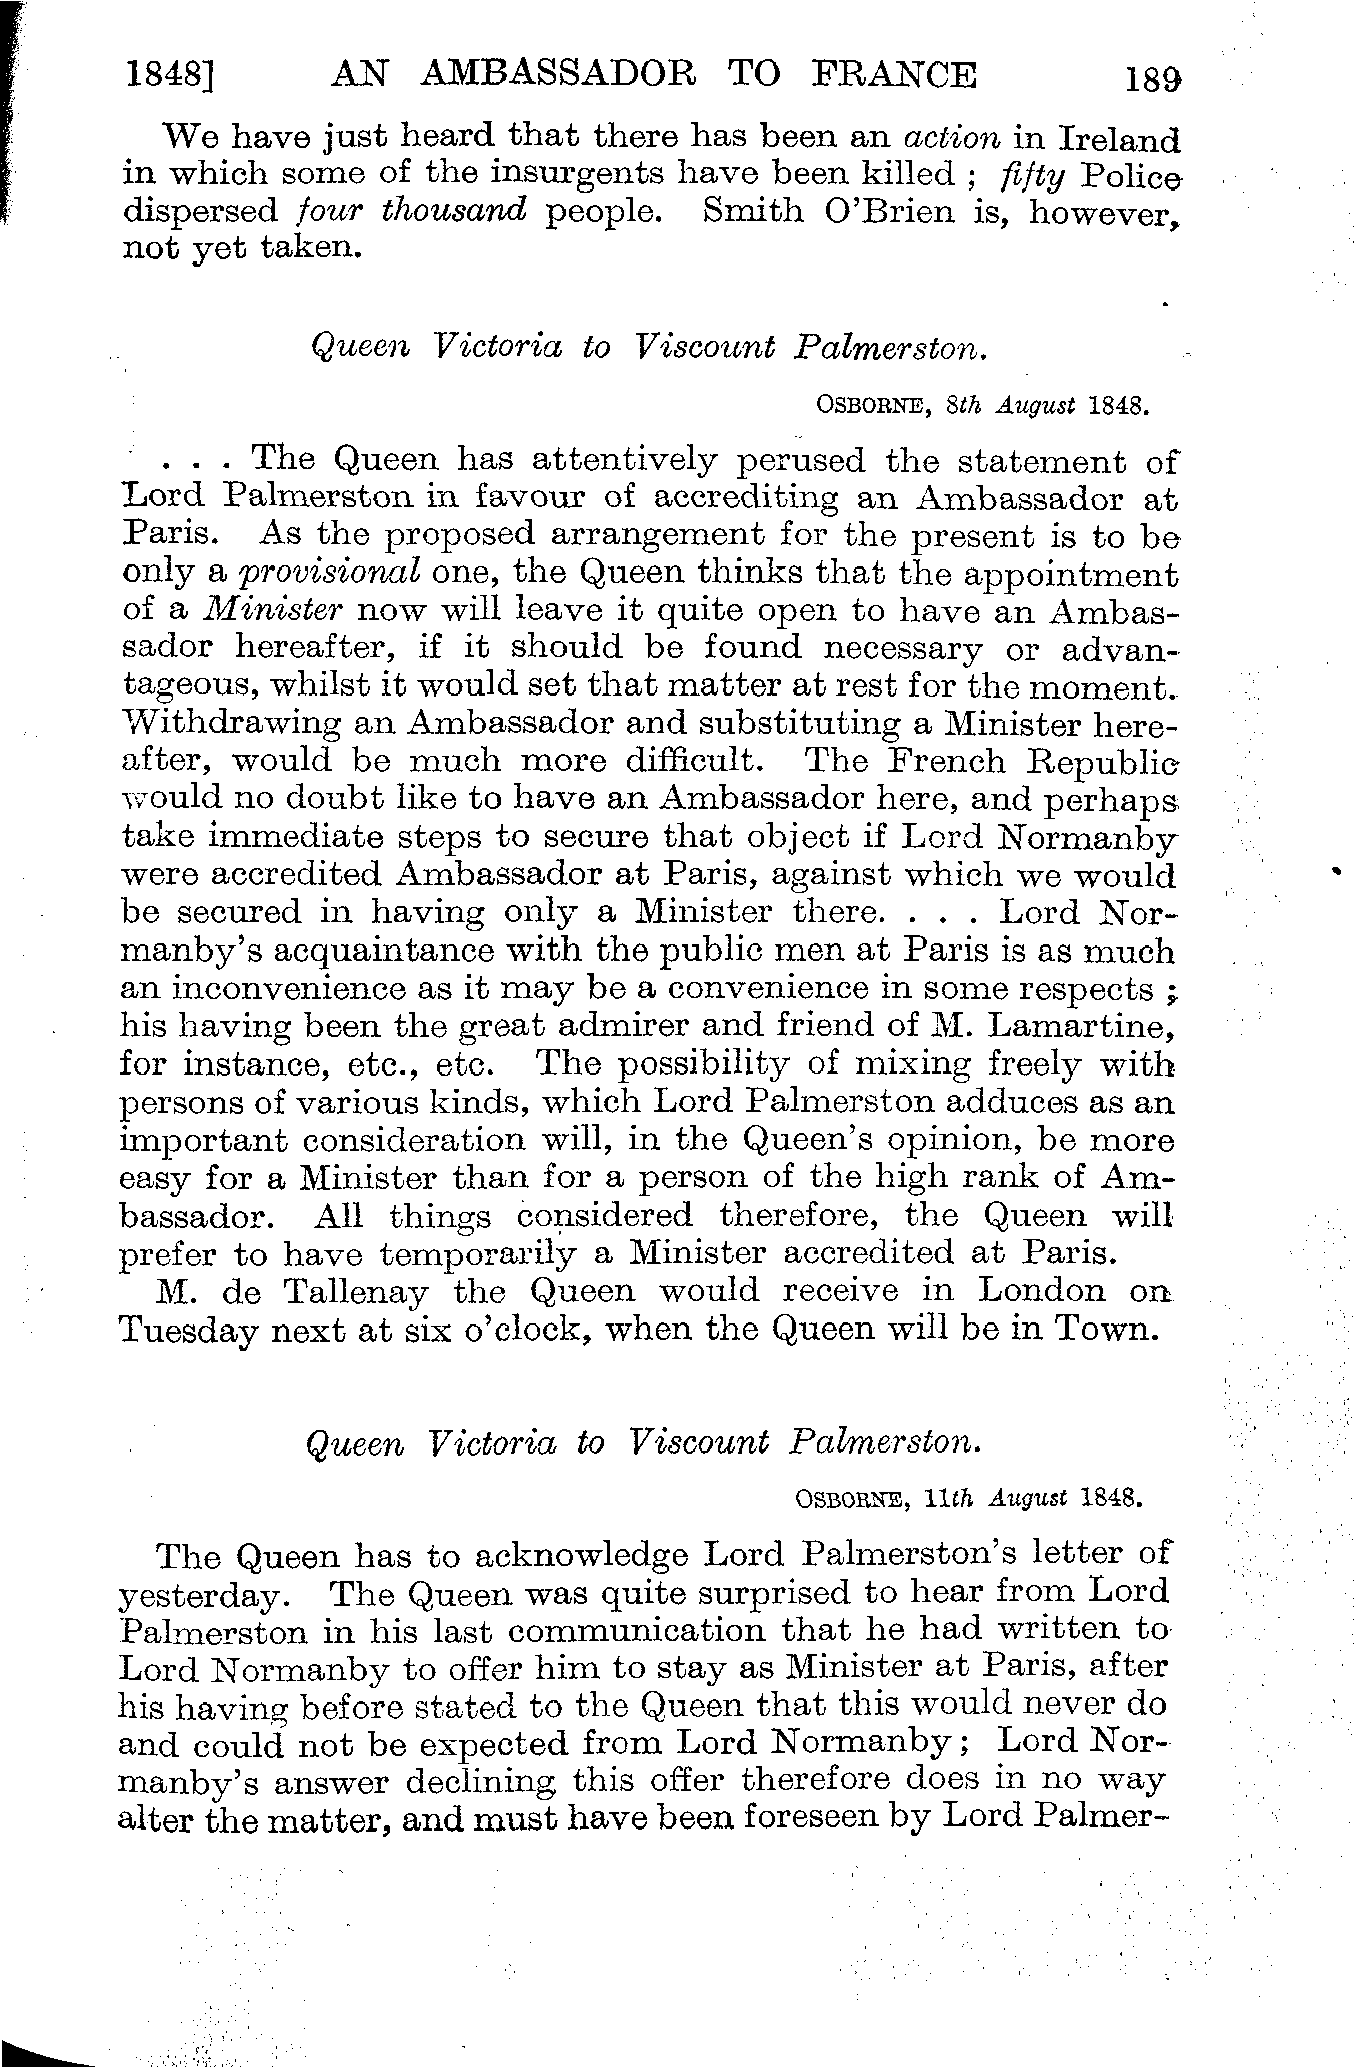 1848] AN AMBASSADOR TO FRANCE 189
We have just heard that there has been an action in Ireland
in which some of the insurgents have been killed ; fifty Police
dispersed four thousand people. Smith O'Brien is, however,
not yet taken.
Queen Victoria to Viscount Palmerston.
OSBORNE, 8th August 1848.
. . . The Queen has attentively perused the statement of
Lord Palmerston in favour of accrediting an Ambassador at
Paris. As the proposed arrangement for the present is to be
only a provisional one, the Queen thinks that the appointment
of a Minister now will leave it quite open to have an Ambas-
sador hereafter, if it should be found necessary or advan-
tageous, whilst it would set that matter at rest for the moment.
Withdrawing an Ambassador and substituting a Minister here-
after, would be much more difficult. The French Republic
would no doubt like to have an Ambassador here, and perhaps
take immediate steps to secure that object if Lord Normanby
were accredited Ambassador at Paris, against which we would
be secured in having only a Minister there. . . . Lord Nor-
manby's acquaintance with the public men at Paris is as much
an inconvenience as it may be a convenience in some respects ;
his having been the great admirer and friend of M. Lamartine,
for instance, etc., etc. The possibility of mixing freely with
persons of various kinds, which Lord Palmerston adduces as an
important consideration will, in the Queen's opinion, be more
easy for a Minister than for a person of the high rank of Am-
bassador. All things considered therefore, the Queen will
prefer to have temporarily a Minister accredited at Paris.
M. de Tallenay the Queen would receive in London on
Tuesday next at six o'clock, when the Queen will be in Town.
Queen Victoria to Viscount Palmerston.
OSBORNE, 11th August 1848.
The Queen has to acknowledge Lord Palmerston's letter of
yesterday. The Queen was quite surprised to hear from Lord
Palmerston in his last communication that he had written to
Lord Normanby to offer him to stay as Minister at Paris, after
his having before stated to the Queen that this would never do
and could not be expected from Lord Normanby ; Lord Nor-
manby's answer declining this offer therefore does in no way
alter the matter, and must have been foreseen by Lord Palmer-